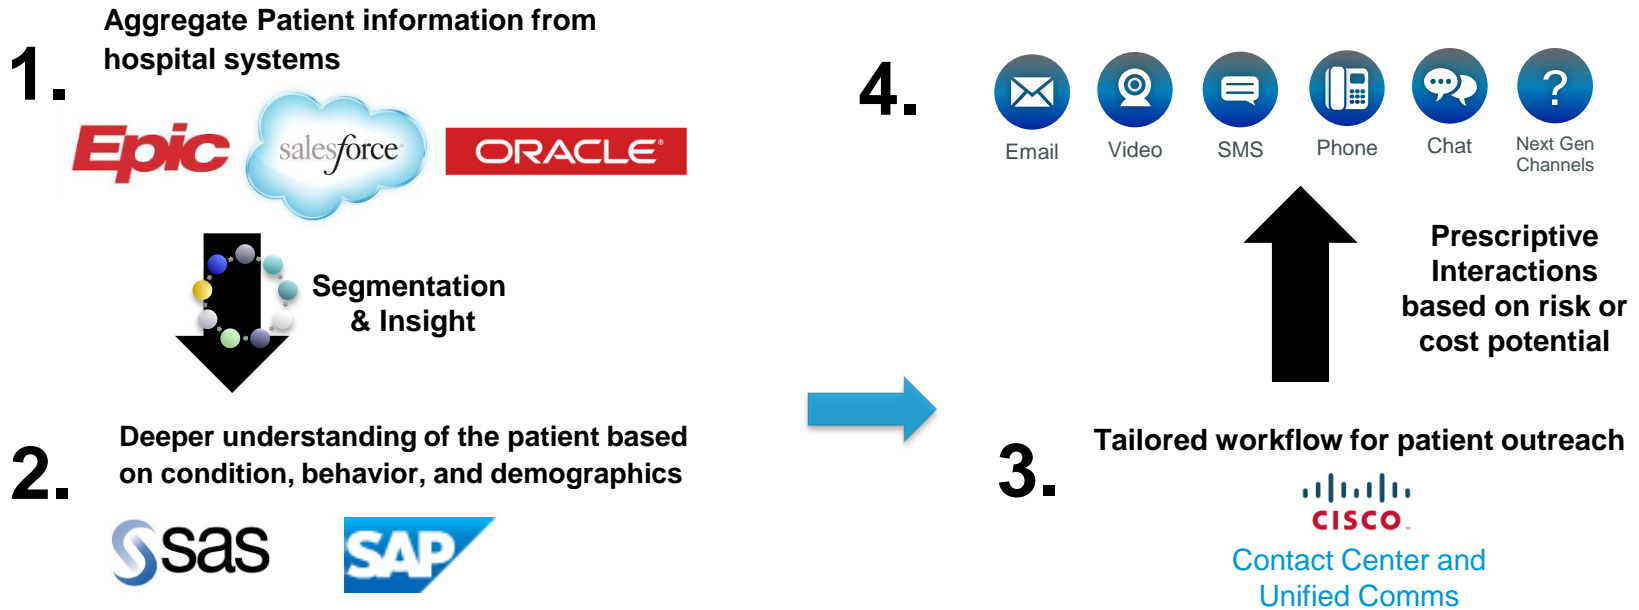 1.
Aggregate Patient information from
hospital systems
Epic
salesforce
ORACLE®
Segmentation
& Insight
2.
Deeper understanding of the patient based
on condition, behavior, and demographics
sas
SAP
3.
Tailored workflow for patient outreach
CISCO™
Contact Center and
Unified Comms
Prescriptive
Interactions
based on risk or
cost potential
4.
?
Email
Video
SMS
Phone
Chat
Next Gen
Channels